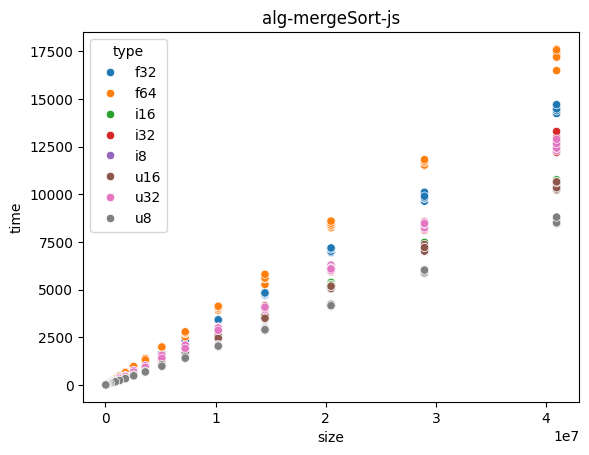 alg-mergeSort-js
time
17500
15000
12500
10000
7500
5000
2500
0
type
f32
f64
i16
i32
i8
u16
u32
u8
0
1
2
3
4
1e7
size